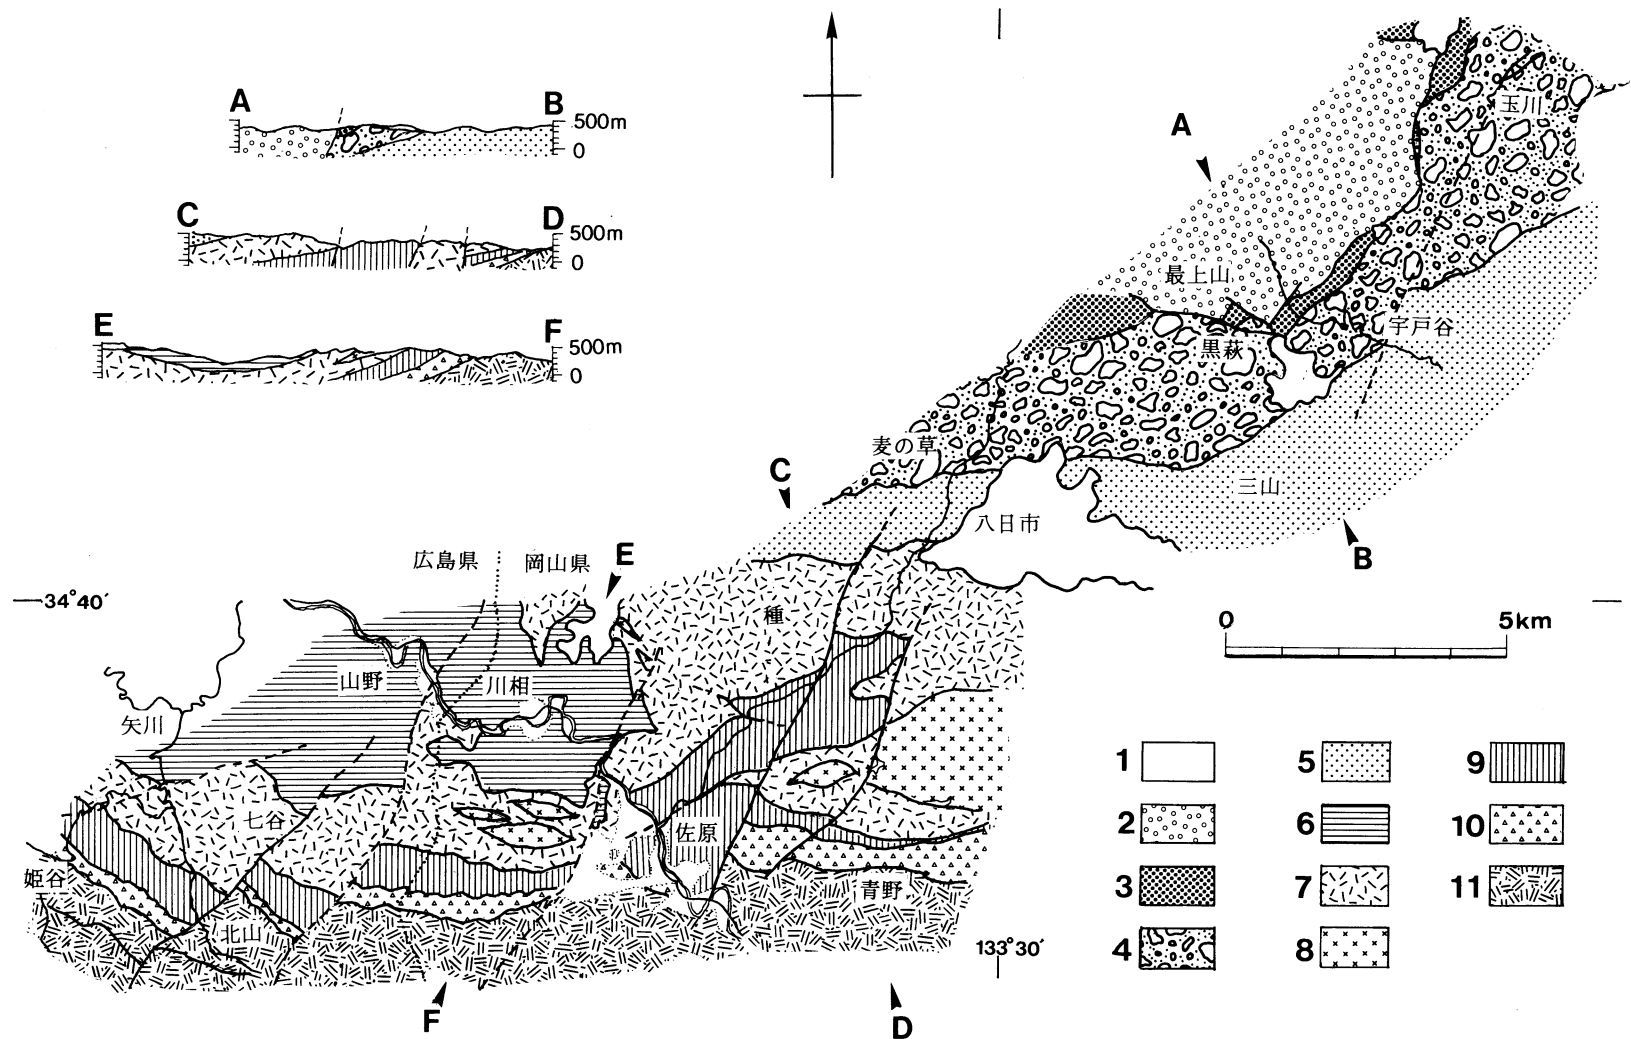 A
B
500m
0
C
D
500m
0
E
F
500m
0
玉川
A
最上山
宇戸谷
黒萩
麦の草
C
三山
八日市
B
広島県
岡山県
E
34°40′
種
0
5km
山野
川相
矢川
七谷
佐原
姫谷
青野
北山
133°30′
F
D
1
2
3
4
5
6
7
8
9
10
11